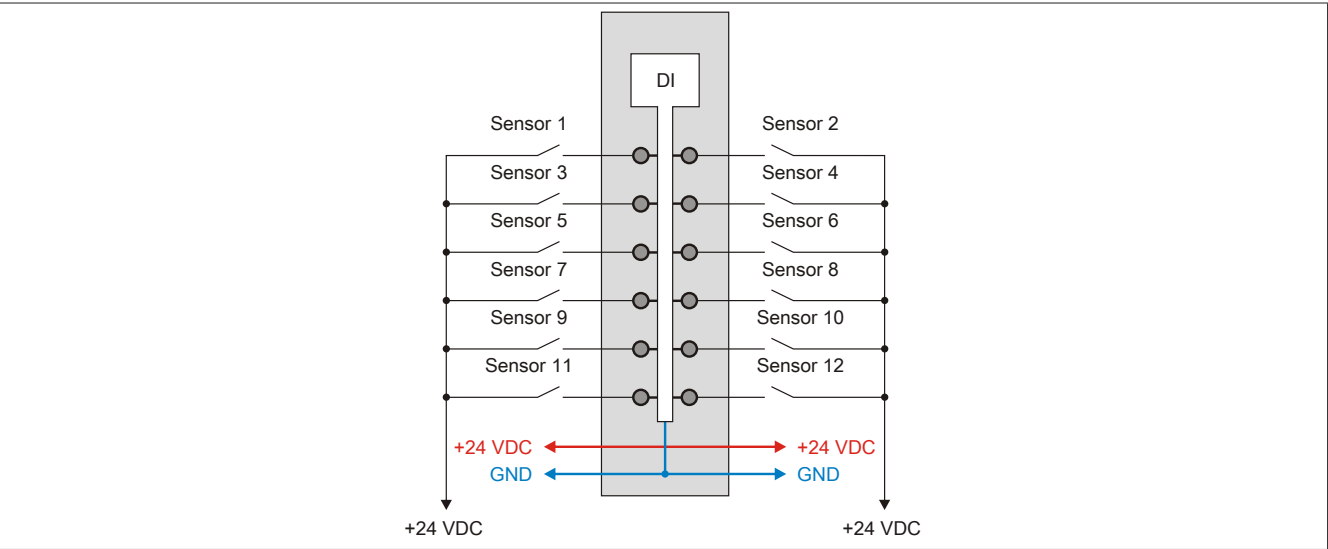 DI
Sensor 1 Sensor 2
Sensor 3 Sensor 4
Sensor 5 Sensor 6
Sensor 7 Sensor 8
Sensor 9 Sensor 10
Sensor 11 Sensor 12
+24 VDC +24 VDC
GND GND
+24 VDC +24 VDC